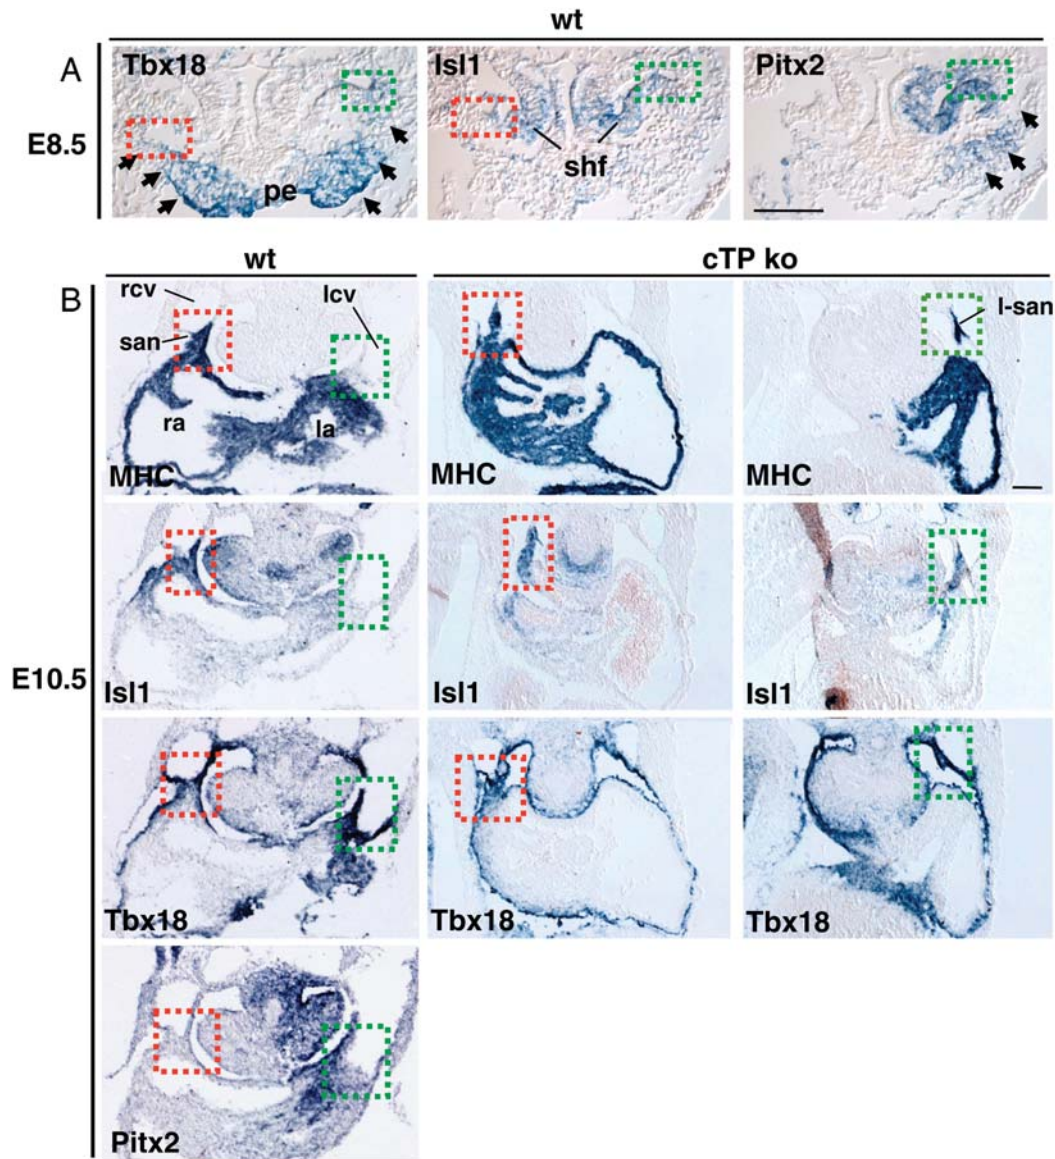 wt
A
Tbx18
Isl1
Pitx2
E8.5
pe
shf
B
wt
cTP ko
rcv
lcv
san
l-san
ra
la
MHC
MHC
MHC
E10.5
Isl1
Isl1
Isl1
Tbx18
Tbx18
Tbx18
Pitx2